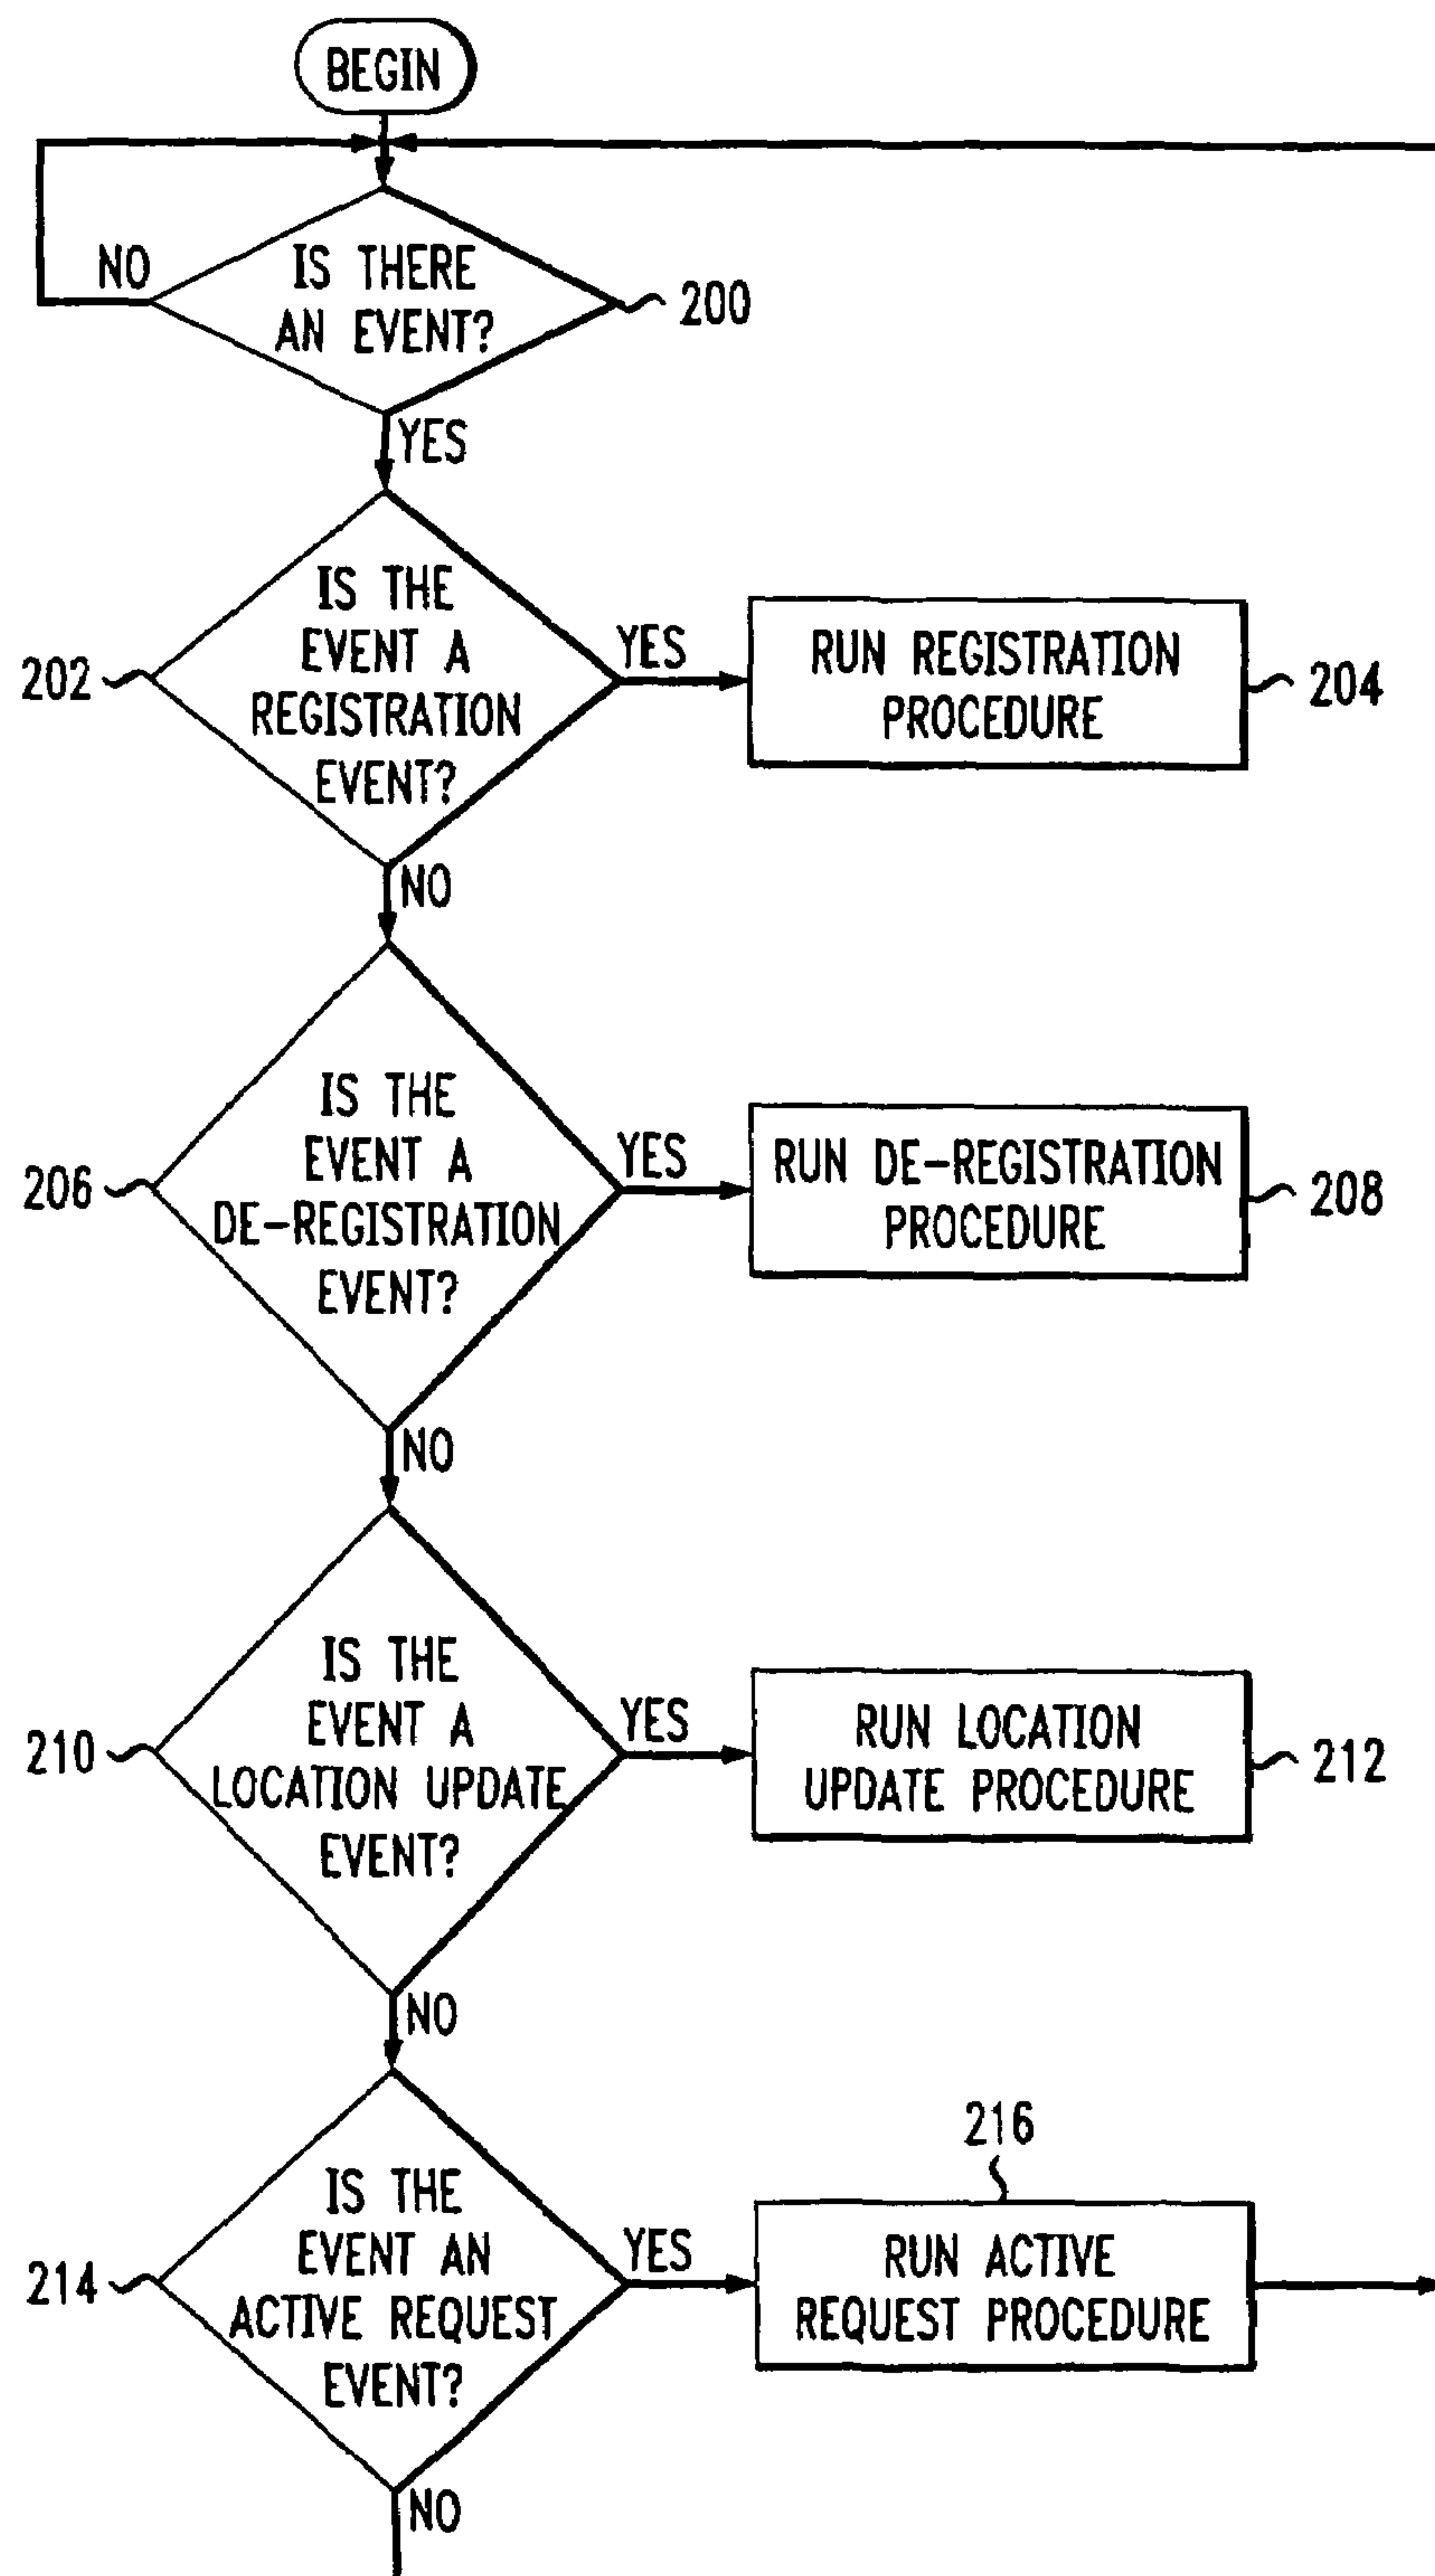 BEGIN
NO
IS THERE
AN EVENT?
200
YES
202
IS THE
EVENT A
REGISTRATION
EVENT?
YES
RUN REGISTRATION
PROCEDURE
204
NO
206
IS THE
EVENT A
DE-REGISTRATION
EVENT?
YES
RUN DE-REGISTRATION
PROCEDURE
208
NO
210
IS THE
EVENT A
LOCATION UPDATE
EVENT?
YES
RUN LOCATION
UPDATE PROCEDURE
212
NO
214
IS THE
EVENT AN
ACTIVE REQUEST
EVENT?
YES
216
RUN ACTIVE
REQUEST PROCEDURE
NO